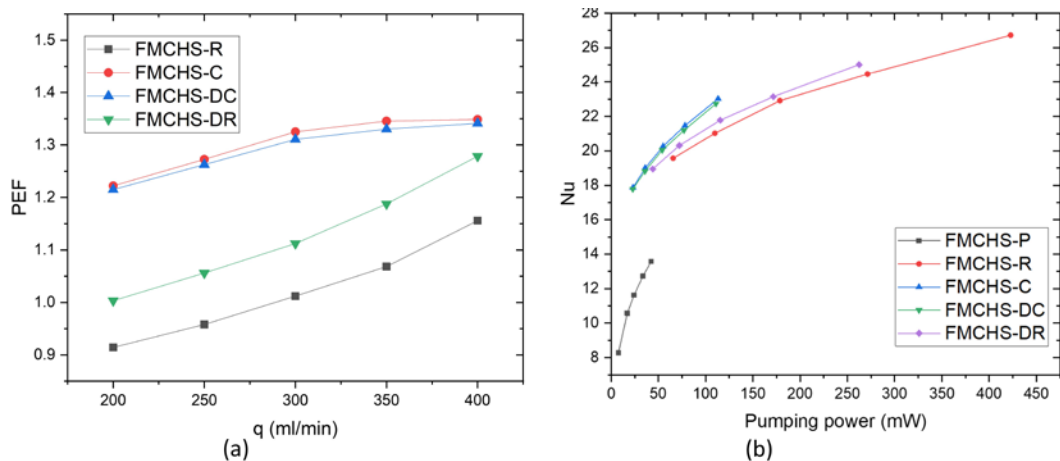 1.5
1.4
1.3
1.2
1.1
1.0
0.9
PEF
FMCHS-R
FMCHS-C
FMCHS-DC
FMCHS-DR
200 250 300 350 400
q (ml/min)
(a)
28
26
24
22
20
18
16
14
12
10
8
Nu
FMCHS-P
FMCHS-R
FMCHS-C
FMCHS-DC
FMCHS-DR
0 50 100 150 200 250 300 350 400 450
Pumping power (mW)
(b)